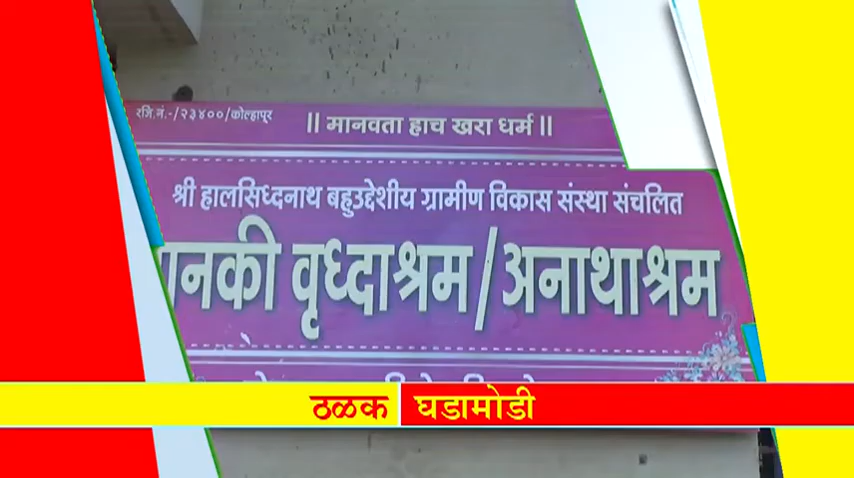 रजि.नं.-/२३४००/कोल्हापूर
|| मानवता हाच खरा धर्म ||
श्री हालसिध्दनाथ बहुउद्देशीय ग्रामीण विकास संस्था संचलित
वृध्दाश्रम/अनाथाश्रम
ठळक घडामोडी